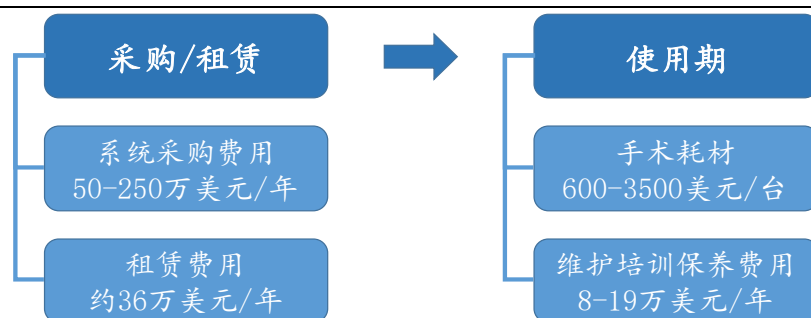 采购/租赁
系统采购费用
50-250万美元/年
租赁费用
约36万美元/年
使用期
手术耗材
600-3500美元/台
维护培训保养费用
8-19万美元/年